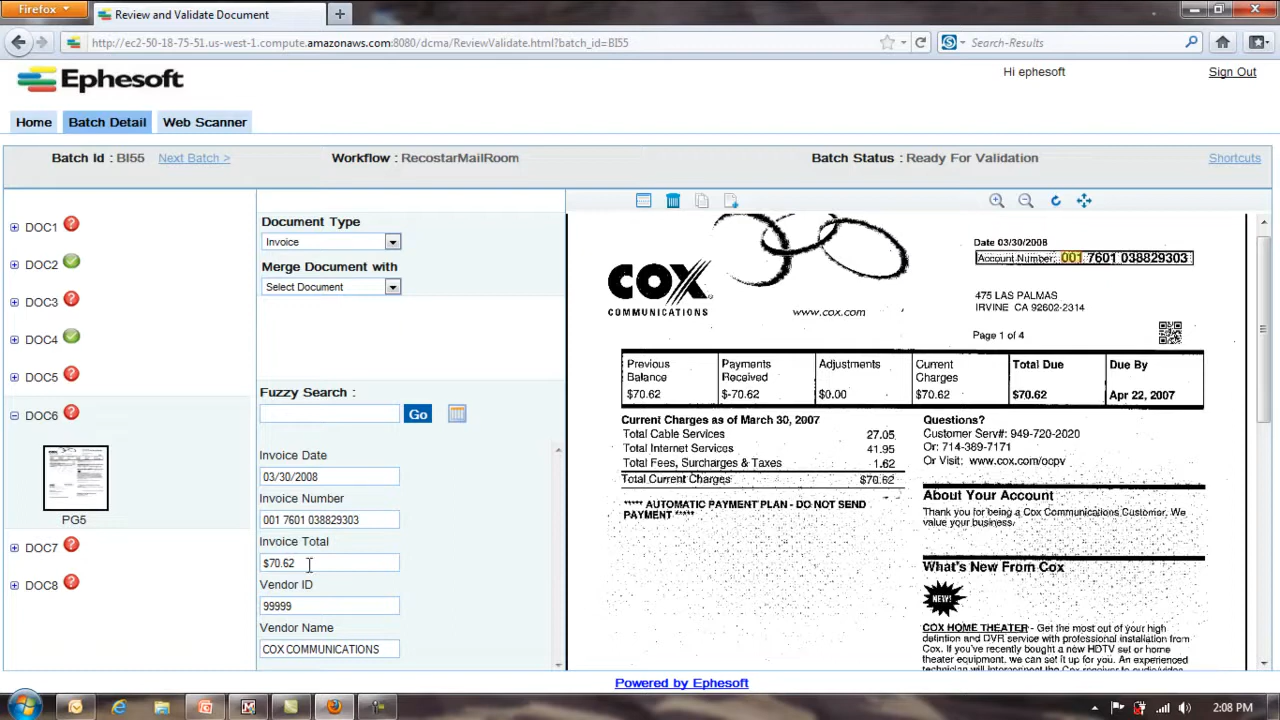 Firefox
Review and Validate Document
http://ec2-50-18-75-51.us-west-1.compute.amazonaws.com:8080/dcma/ReviewValidate.html?batch_id=BI55
Search-Results
Ephesoft
Hi ephesoft
Sign Out
Home
Batch Detail
Web Scanner
Batch Id : BI55
Next Batch >
Workflow : RecostarMailRoom
Batch Status : Ready For Validation
Shortcuts
DOC1
DOC2
DOC3
DOC4
DOC5
DOC6
PG5
DOC7
DOC8
Document Type
Invoice
Merge Document with
Select Document
Fuzzy Search :
Go
Invoice Date
03/30/2008
Invoice Number
001 7601 038829303
Invoice Total
$70.62
Vendor ID
99999
Vendor Name
COX COMMUNICATIONS
COX
COMMUNICATIONS
www.cox.com
Date 03/30/2008
Account Number: 001 7601 038829303
475 LAS PALMAS
IRVINE CA 92602-2314
Page 1 of 4
Previous Balance
Payments Received
Adjustments
Current Charges
Total Due
Due By
$70.62
$-70.62
$0.00
$70.62
$70.62
Apr 22, 2007
Current Charges as of March 30, 2007
Total Cable Services 27.05
Total Internet Services 41.95
Total Fees, Surcharges & Taxes 1.62
Total Current Charges $70.62
***** AUTOMATIC PAYMENT PLAN - DO NOT SEND
PAYMENT *****
Questions?
Customer Serv#: 949-720-2020
Or: 714-389-7171
Or Visit: www.cox.com/ocpv
About Your Account
Thank you for being a Cox Communications Customer. We
value your business.
What's New From Cox
NEW!
COX HOME THEATER - Get the most out of your high
definition and DVR service with professional installation from
Cox. If you've recently bought a new HDTV set or home
theater equipment, we can set it up for you. An experienced
Powered by Ephesoft
2:08 PM